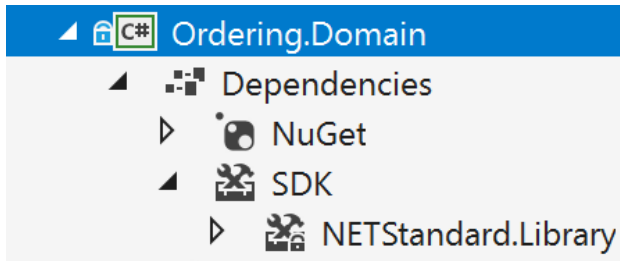 C# Ordering.Domain
Dependencies
NuGet
SDK
NETStandard.Library